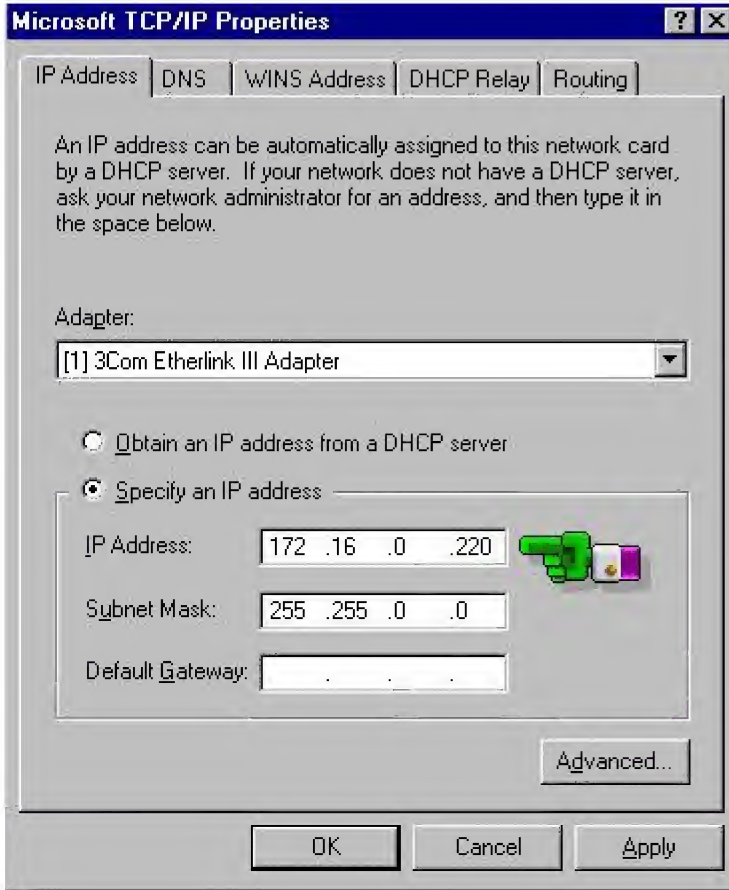 Microsoft TCP/IP Properties
IP Address DNS WINS Address DHCP Relay Routing
An IP address can be automatically assigned to this network card
by a DHCP server. If your network does not have a DHCP server,
ask your network administrator for an address, and then type it in
the space below.
Adapter:
[1] 3Com Etherlink III Adapter
Obtain an IP address from a DHCP server
Specify an IP address
IP Address: 172 .16 .0 .220
Subnet Mask: 255 .255 .0 .0
Default Gateway: . . .
Advanced...
OK Cancel Apply